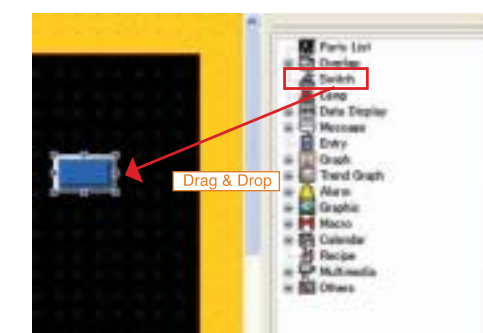 Parts List
Overlap
Switch
Lamp
Data Display
Message
Entry
Graph
Trend Graph
Alarm
Graphic
Macro
Calendar
Recipe
Multimedia
Others
Drag & Drop